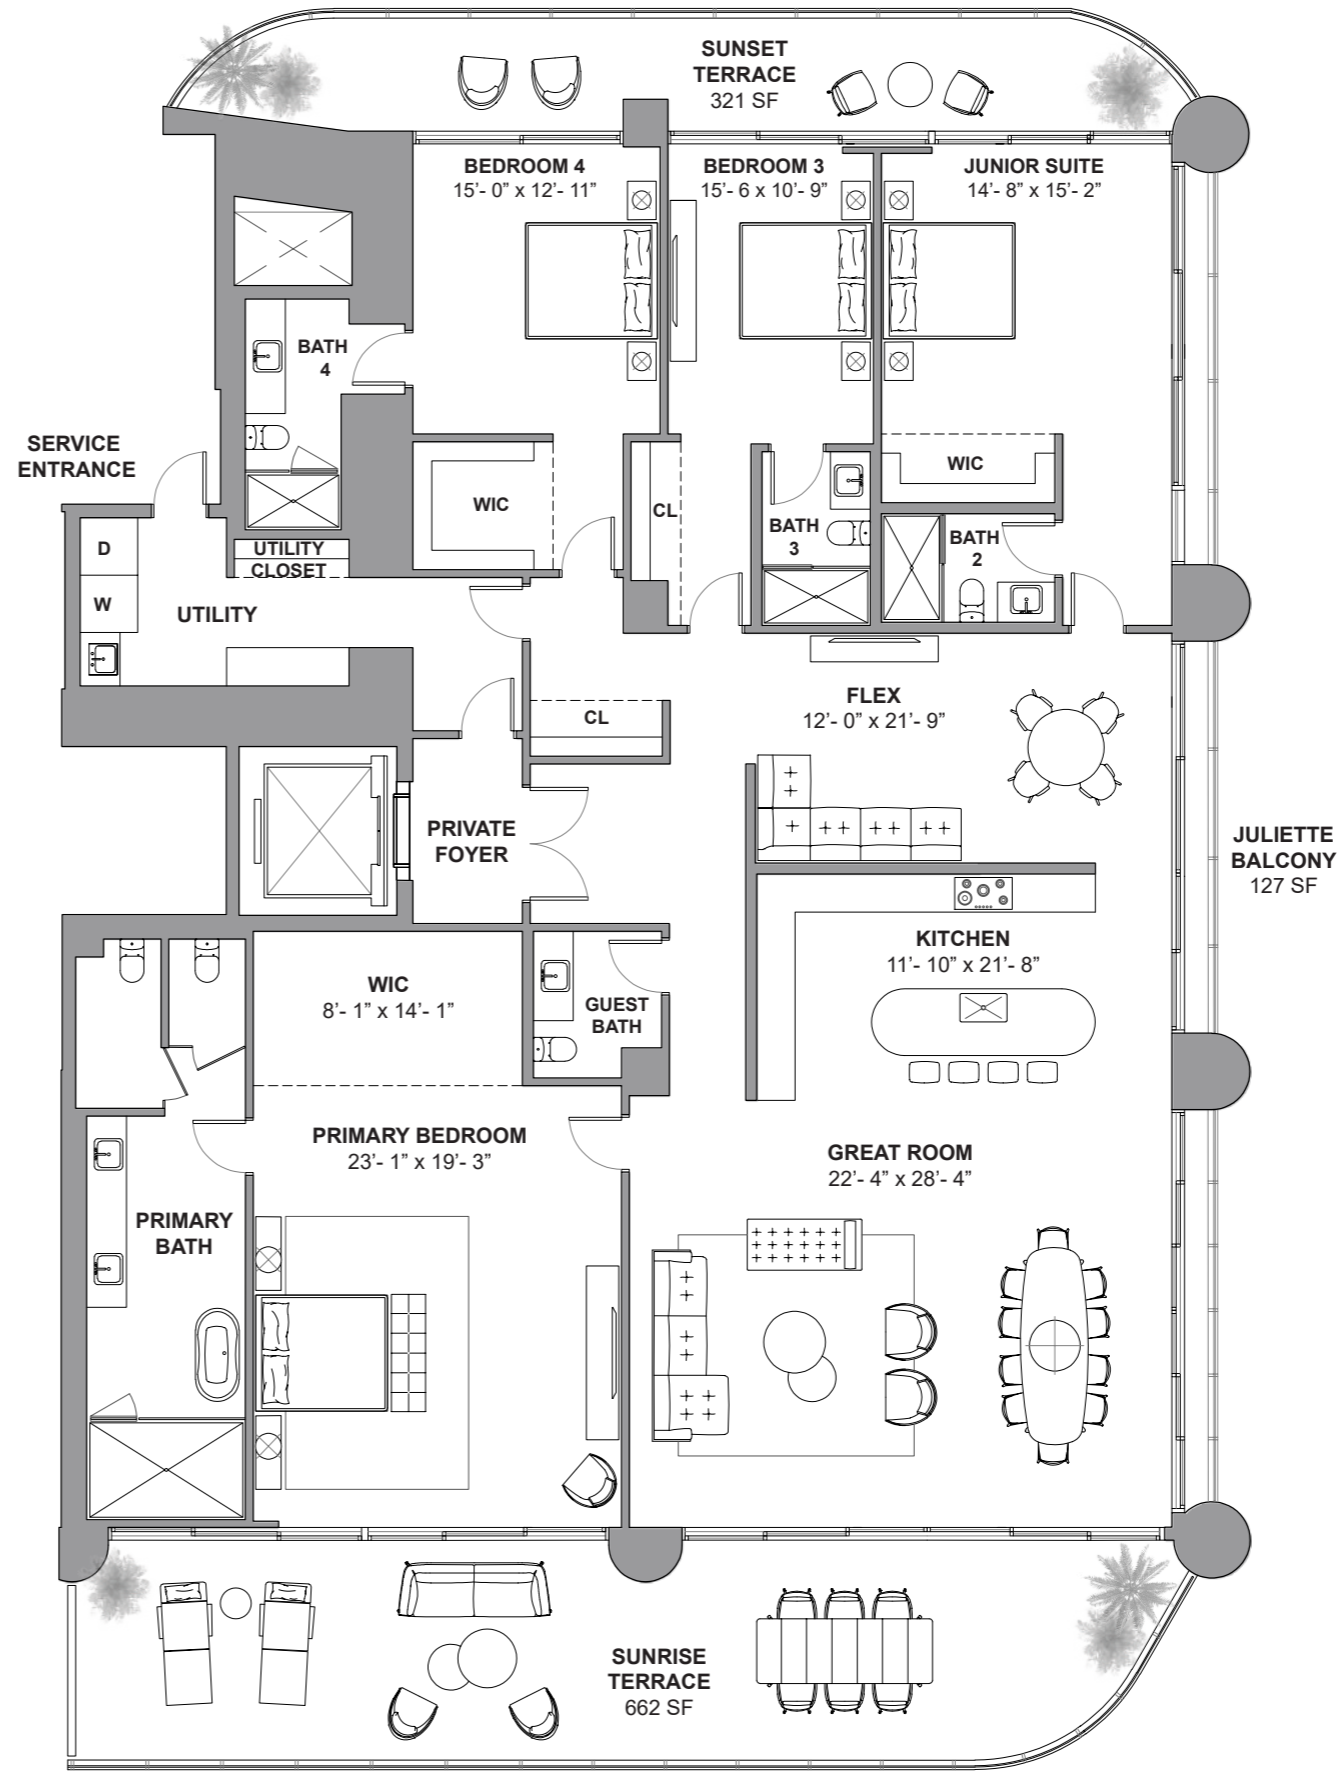 SUNSET
TERRACE
321 SF
BEDROOM 4
15’- 0” x 12’- 11”
BEDROOM 3
15’- 6 x 10’- 9”
JUNIOR SUITE
14’- 8” x 15’- 2”
BATH
4
SERVICE
ENTRANCE
WIC
CL
WIC
BATH
3
BATH
2
D
W
UTILITY
CLOSET
UTILITY
CL
FLEX
12’- 0” x 21’- 9”
PRIVATE
FOYER
JULIETTE
BALCONY
127 SF
KITCHEN
11’- 10” x 21’- 8”
WIC
8’- 1” x 14’- 1”
GUEST
BATH
PRIMARY BEDROOM
23’- 1” x 19’- 3”
GREAT ROOM
22’- 4” x 28’- 4”
PRIMARY
BATH
SUNRISE
TERRACE
662 SF